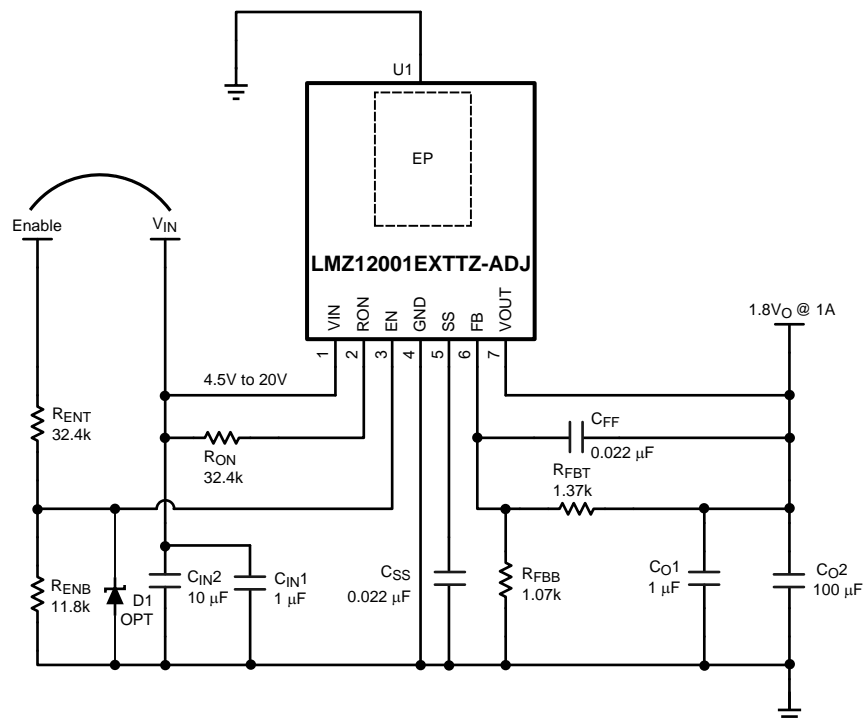 U1
EP
Enable
VIN
LMZ12001EXTTZ-ADJ
VIN
RON
EN
GND
SS
FB
VOUT
1
2
3
4
5
6
7
1.8VO @ 1A
4.5V to 20V
RENT
32.4k
RON
32.4k
CFF
0.022 μF
RFBT
1.37k
RENB
11.8k
D1
OPT
CIN2
10 μF
CIN1
1 μF
CSS
0.022 μF
RFBB
1.07k
CO1
1 μF
CO2
100 μF